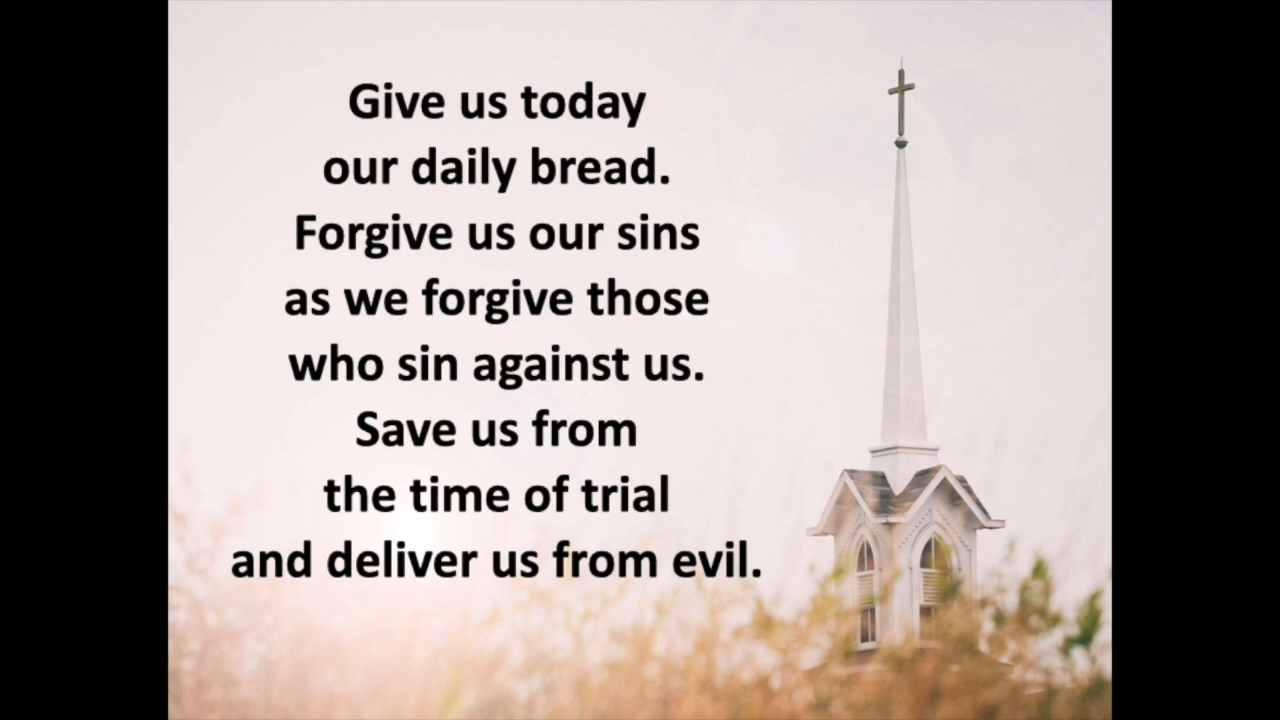 Give us today
our daily bread.
Forgive us our sins
as we forgive those
who sin against us.
Save us from
the time of trial
and deliver us from evil.